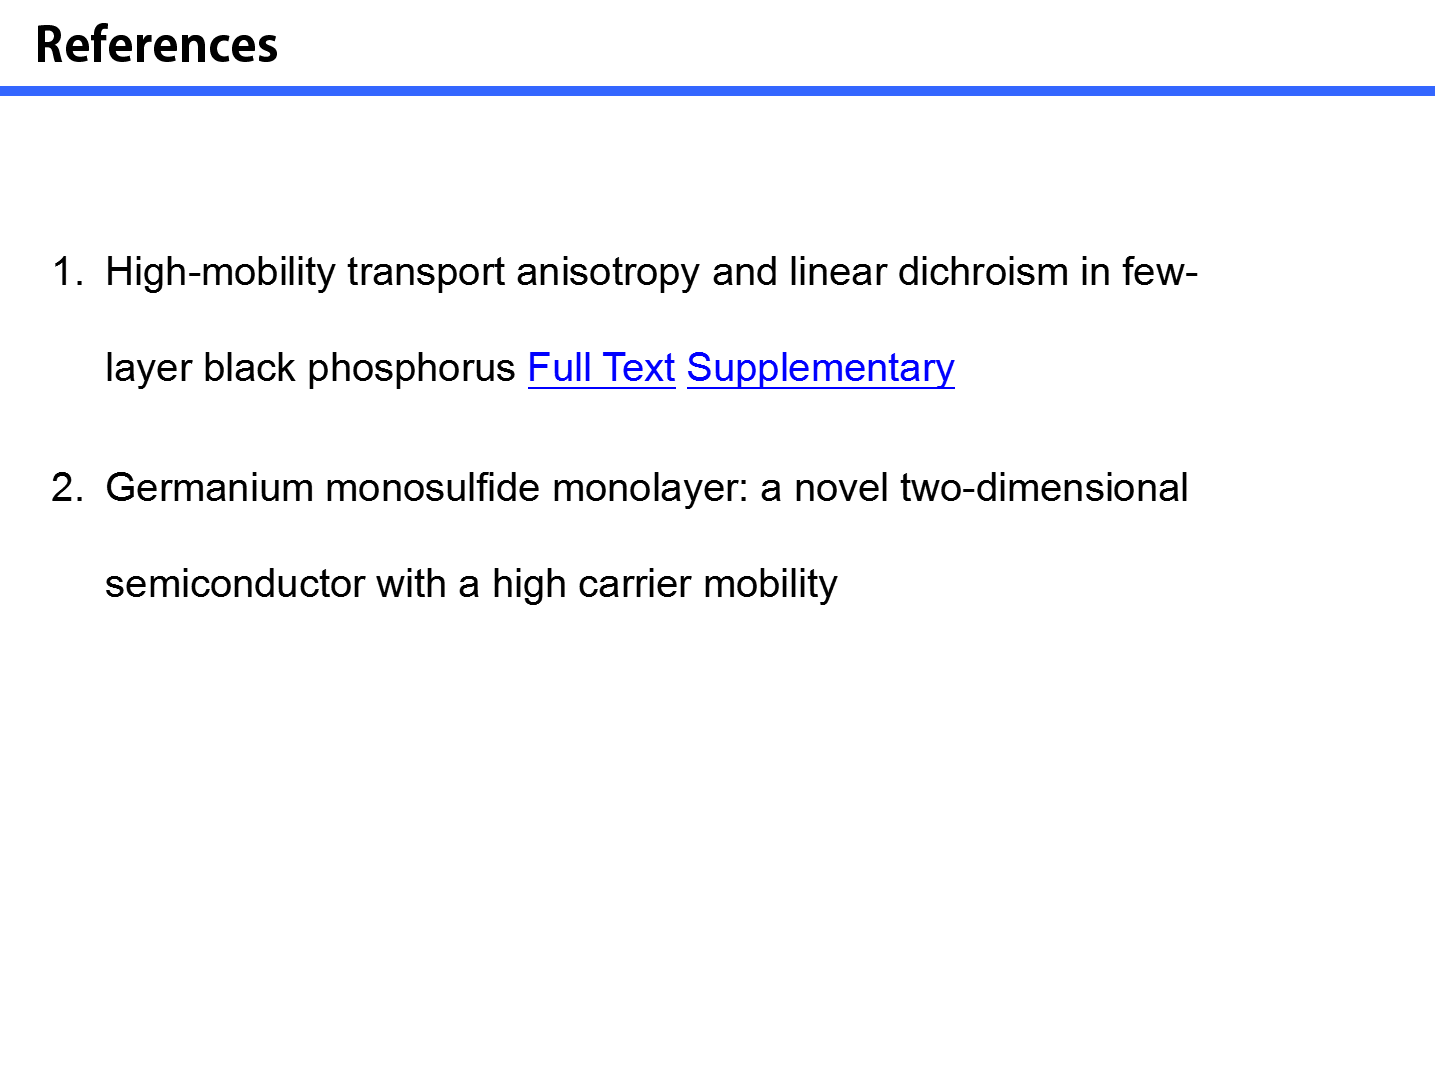 References
1. High-mobility transport anisotropy and linear dichroism in few-
layer black phosphorus Full Text Supplementary
2. Germanium monosulfide monolayer: a novel two-dimensional
semiconductor with a high carrier mobility